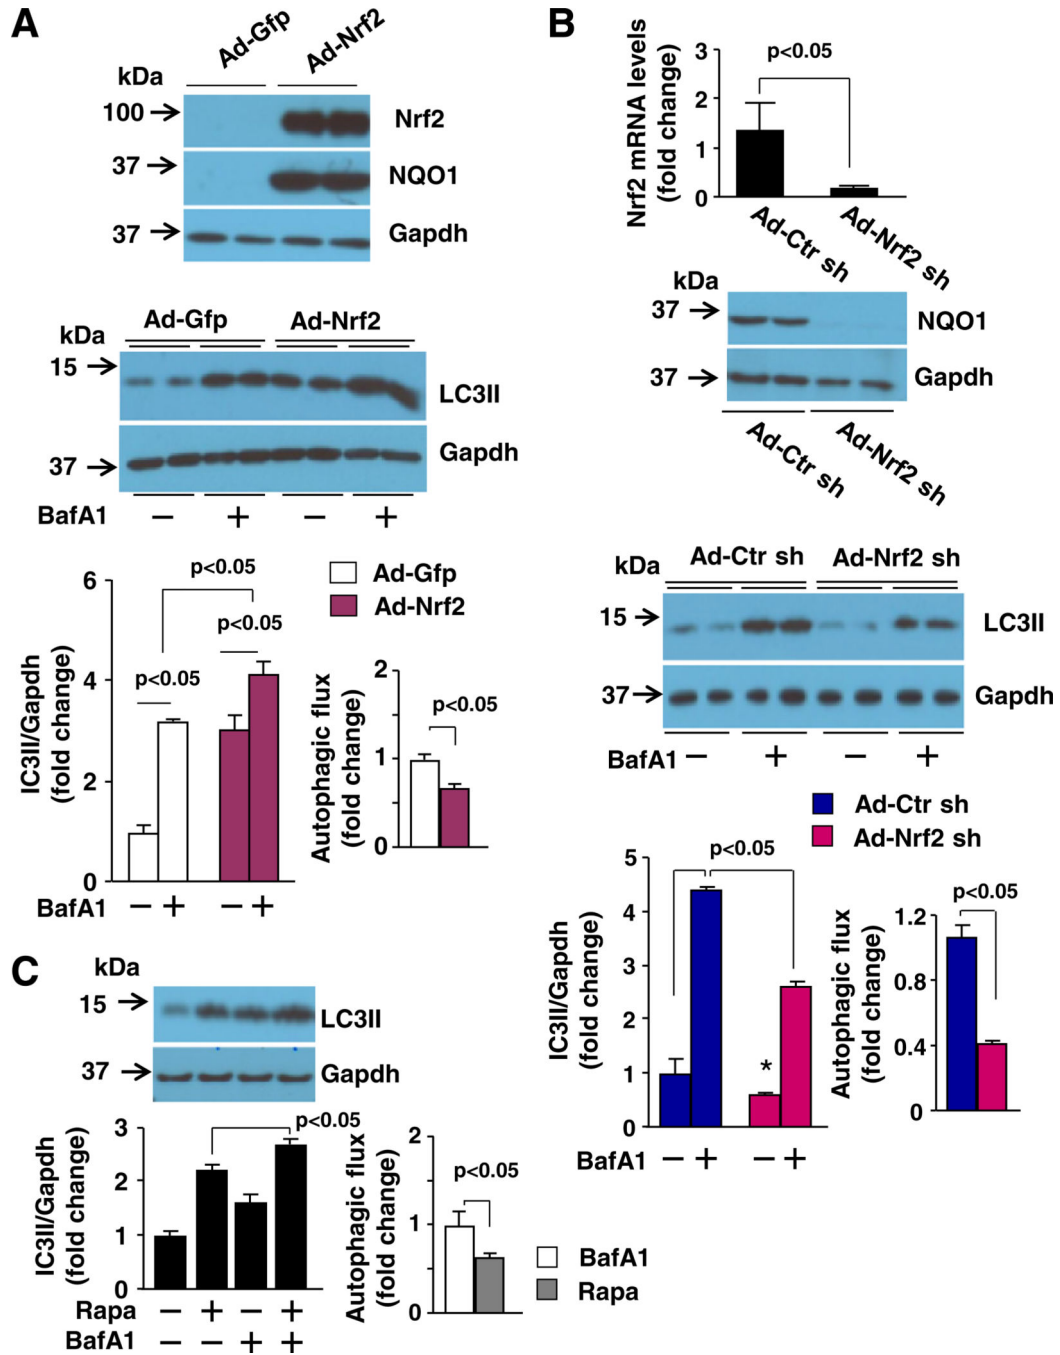 A
Ad-Gfp
Ad-Nrf2
kDa
100
Nrf2
37
NQO1
37
Gapdh
kDa
Ad-Gfp
Ad-Nrf2
15
LC3II
37
Gapdh
BafA1 − + − +
p<0.05
p<0.05
p<0.05
Ad-Gfp
Ad-Nrf2
IC3II/Gapdh
(fold change)
6
4
2
0
BafA1 − + − +
Autophagic flux
(fold change)
2
1
0
p<0.05
B
Nrf2 mRNA levels
(fold change)
3
2
1
0
p<0.05
Ad-Ctr sh
Ad-Nrf2 sh
kDa
37
NQO1
37
Gapdh
Ad-Ctr sh
Ad-Nrf2 sh
kDa
Ad-Ctr sh
Ad-Nrf2 sh
15
LC3II
37
Gapdh
BafA1 − + − +
Ad-Ctr sh
Ad-Nrf2 sh
p<0.05
IC3II/Gapdh
(fold change)
5
4
3
2
1
0
*
BafA1 − + − +
Autophagic flux
(fold change)
p<0.05
1.2
0.8
0.4
0
C
kDa
15
LC3II
37
Gapdh
p<0.05
IC3II/Gapdh
(fold change)
3
2
1
0
Rapa − + − +
BafA1 − − + +
Autophagic flux
(fold change)
2
1
0
p<0.05
BafA1
Rapa